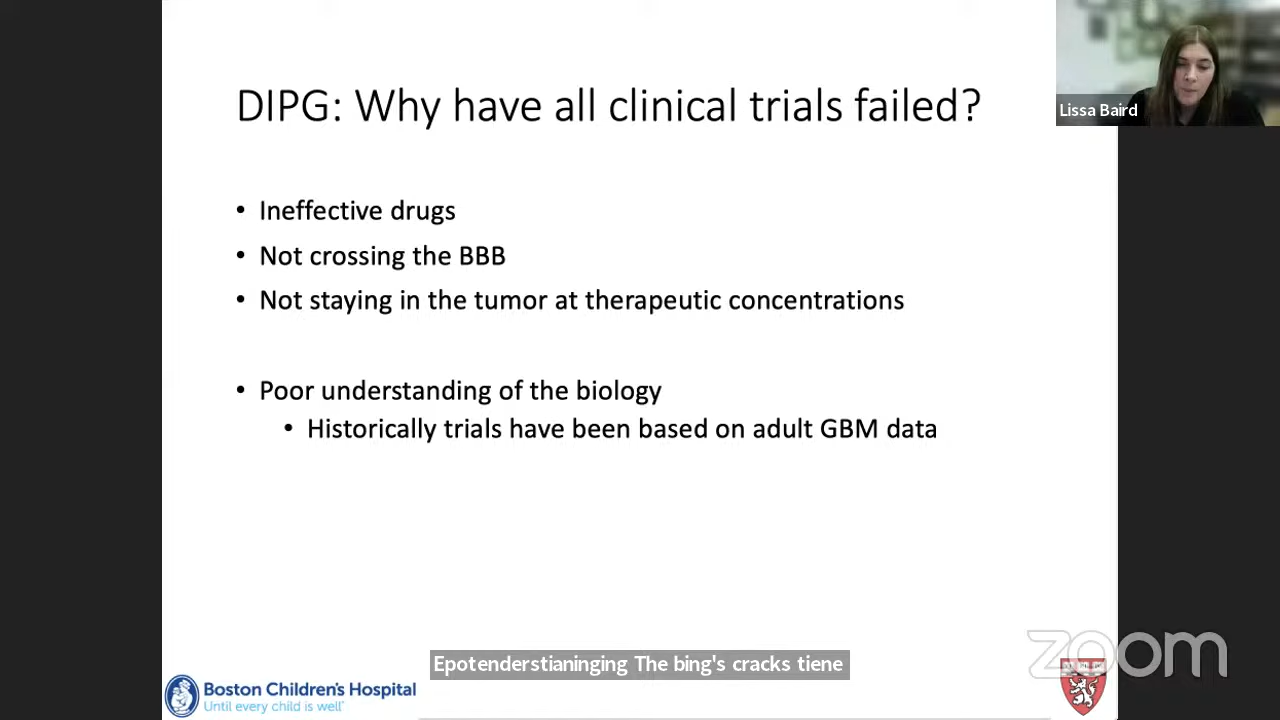 DIPG: Why have all clinical trials failed?
Lissa Baird
• Ineffective drugs
• Not crossing the BBB
• Not staying in the tumor at therapeutic concentrations
• Poor understanding of the biology
• Historically trials have been based on adult GBM data
Epotenderstianinging The bing's cracks tiene
Boston Children's Hospital
Until every child is well
zoom